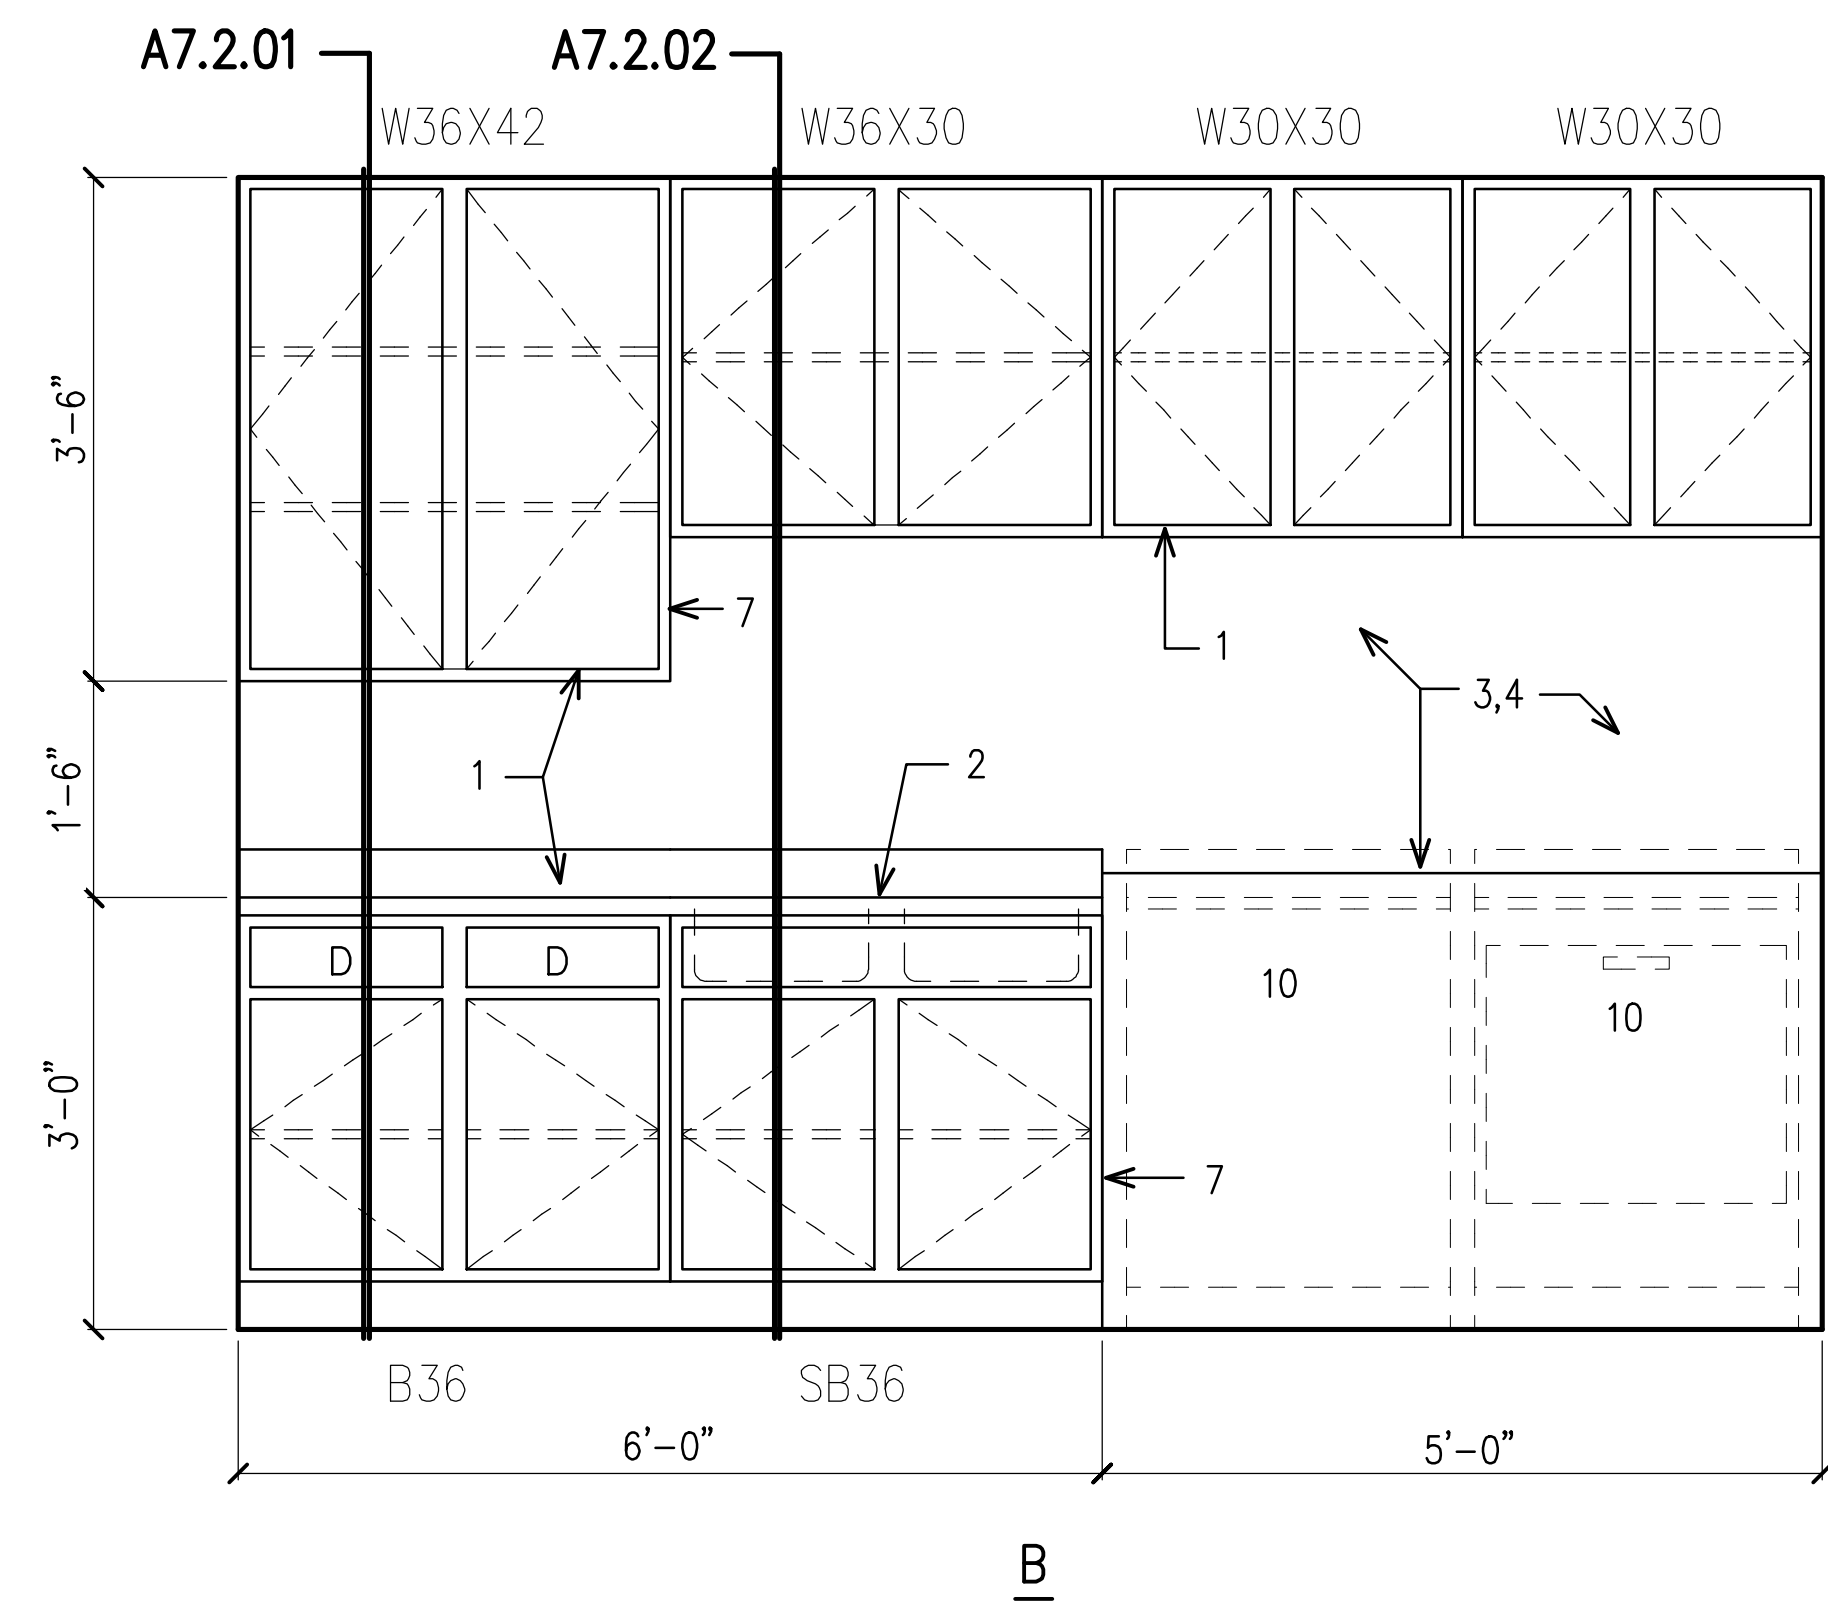 A7.2.01
A7.2.02
W36X42
W36X30
W30X30
W30X30
3'-6"
7
1
3,4
1'-6"
1
2
D
D
10
10
3'-0"
7
B36
SB36
6'-0"
5'-0"
B